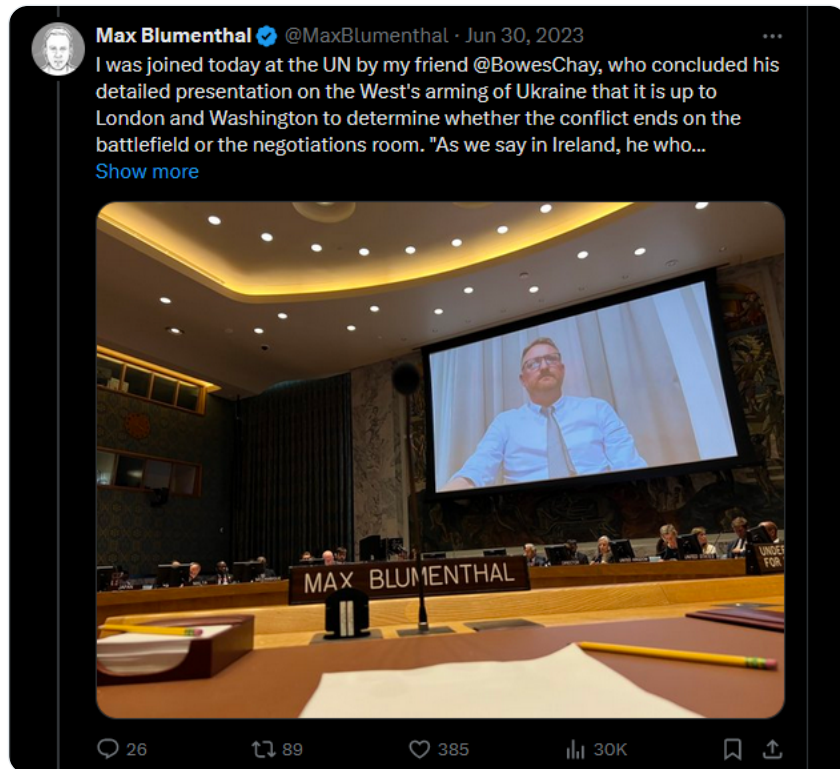 Max Blumenthal @MaxBlumenthal · Jun 30, 2023
I was joined today at the UN by my friend @BowesChay, who concluded his
detailed presentation on the West's arming of Ukraine that it is up to
London and Washington to determine whether the conflict ends on the
battlefield or the negotiations room. "As we say in Ireland, he who...
Show more
MAX BLUMENTHAL
UNDER
FOR
26 89 385 30K